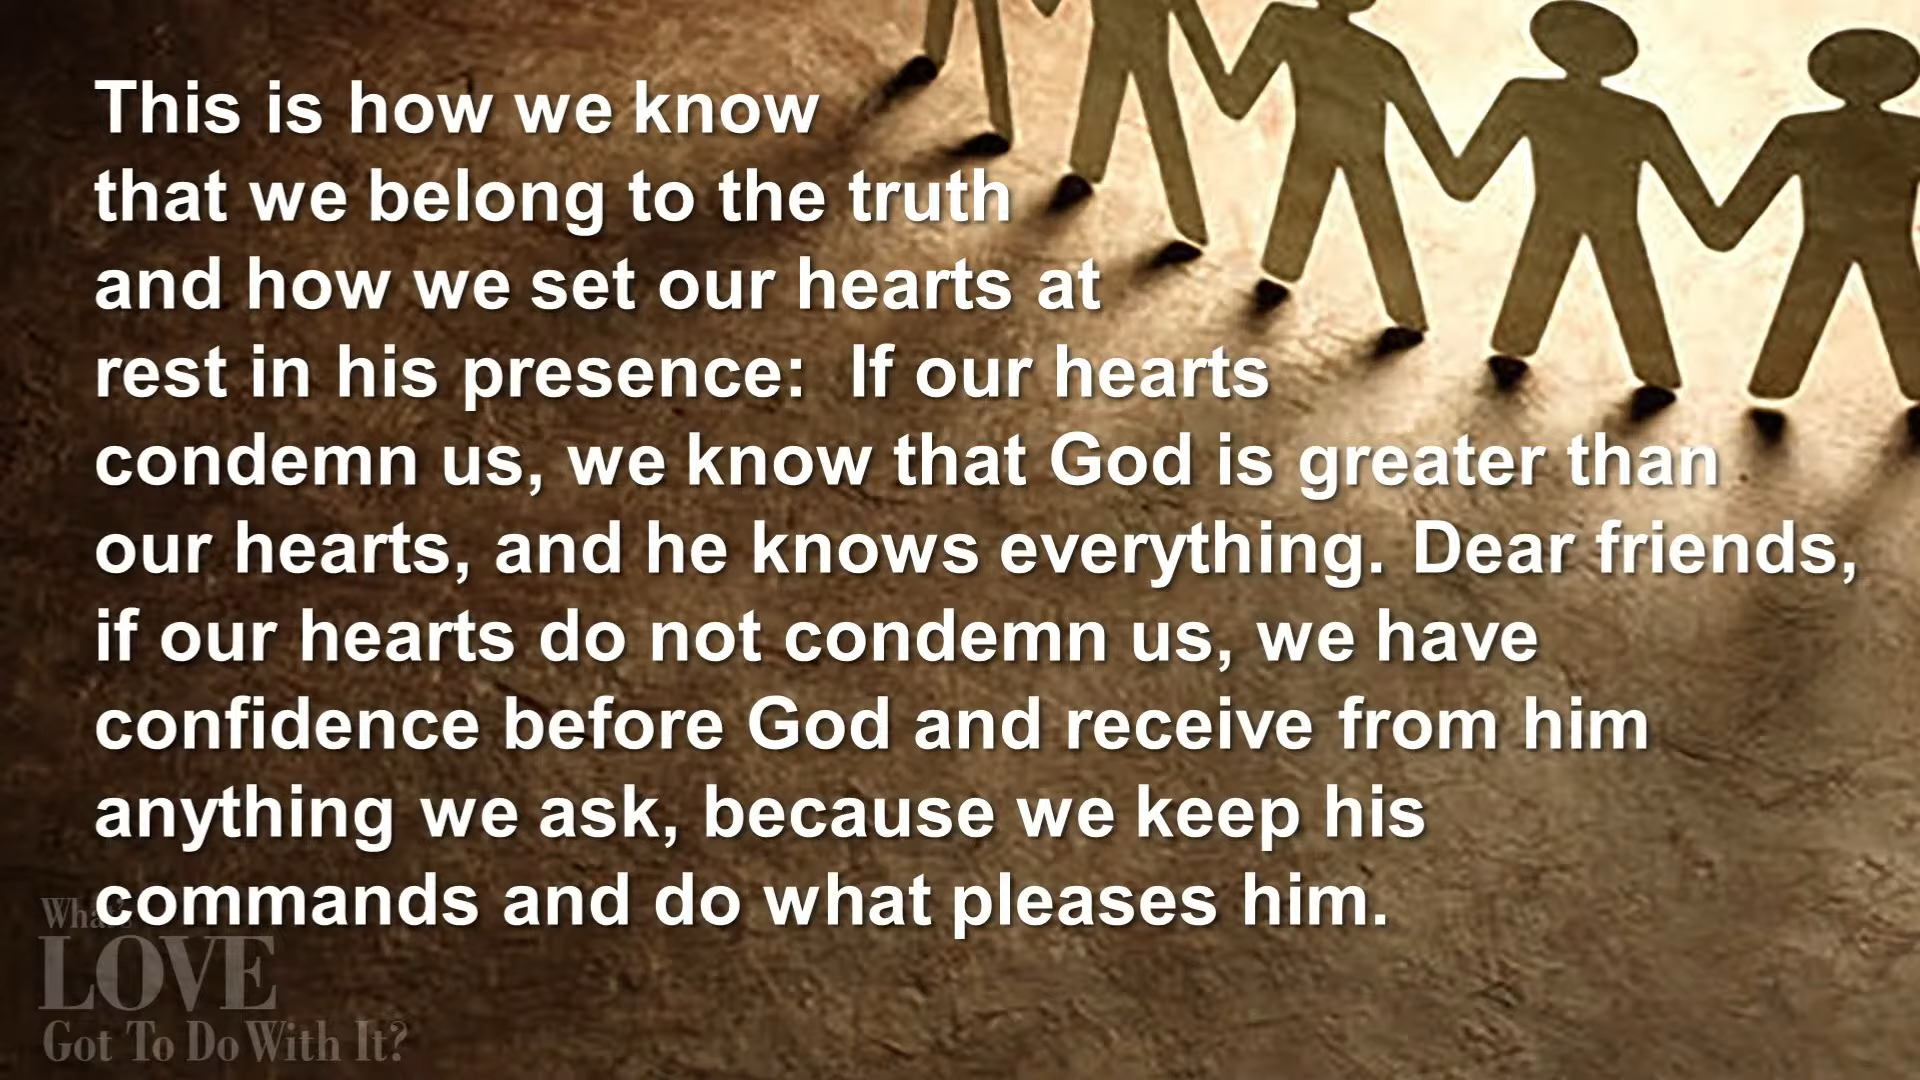 This is how we know
that we belong to the truth
and how we set our hearts at
rest in his presence:  If our hearts
condemn us, we know that God is greater than
our hearts, and he knows everything. Dear friends,
if our hearts do not condemn us, we have
confidence before God and receive from him
anything we ask, because we keep his
commands and do what pleases him.
What's
LOVE
Got To Do With It?